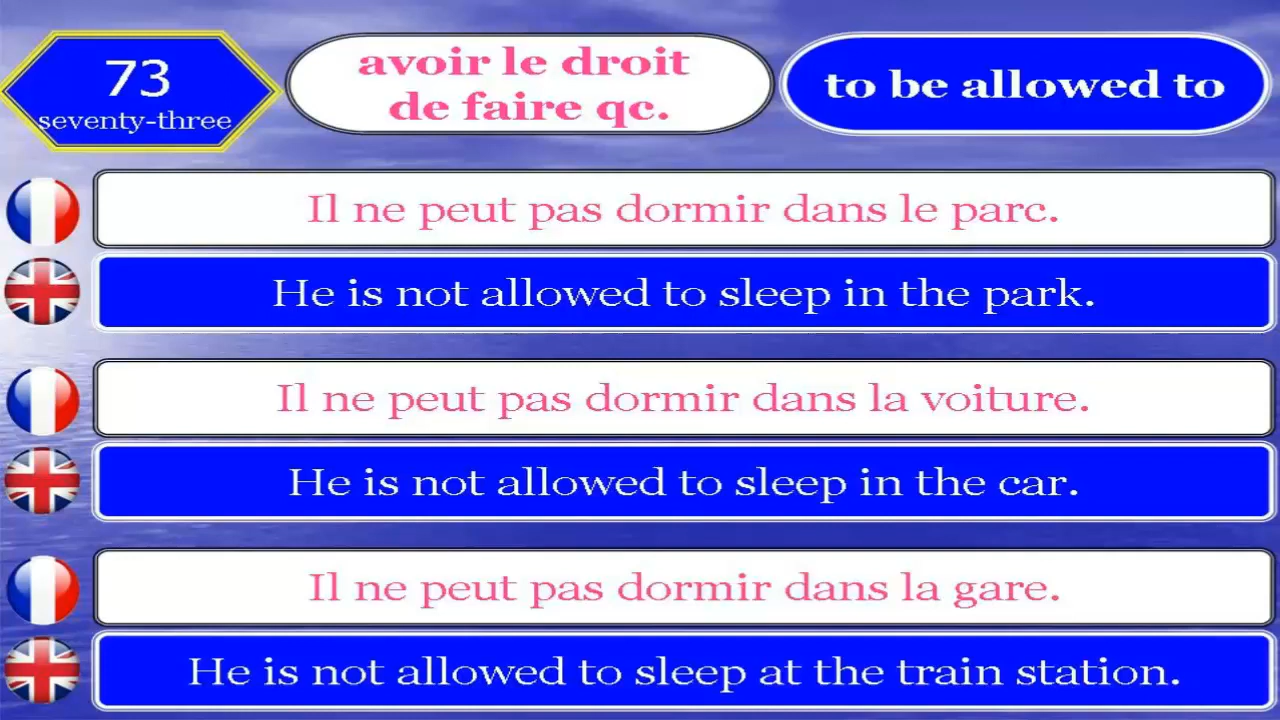 73
seventy-three
avoir le droit
de faire qc.
to be allowed to
Il ne peut pas dormir dans le parc.
He is not allowed to sleep in the park.
Il ne peut pas dormir dans la voiture.
He is not allowed to sleep in the car.
Il ne peut pas dormir dans la gare.
He is not allowed to sleep at the train station.